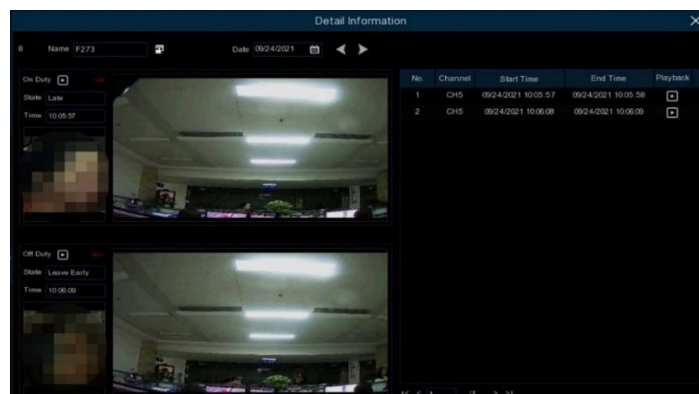 Detail Information
8 Name F273 Date 09/24/2021
On Duty
State Late
Time 10:05:57
No. Channel Start Time End Time Playback
1 CH5 09/24/2021 10:05:57 09/24/2021 10:05:58
2 CH5 09/24/2021 10:06:08 09/24/2021 10:06:09
Off Duty
State Leave Early
Time 10:06:09